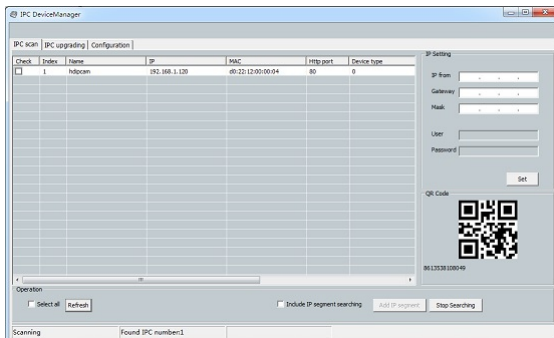 IPC DeviceManager
IPC scan IPC upgrading Configuration
Check Index Name IP MAC Http port Device type
1 hdipcam 192.168.1.120 d0:22:12:00:00:04 80 0
IP Setting
IP from . . .
Gateway . . .
Mask . . .
User
Password
Set
QR Code
8613538108049
Operation
Select all Refresh Include IP segment searching Add IP segment Stop Searching
Scanning Found IPC number:1